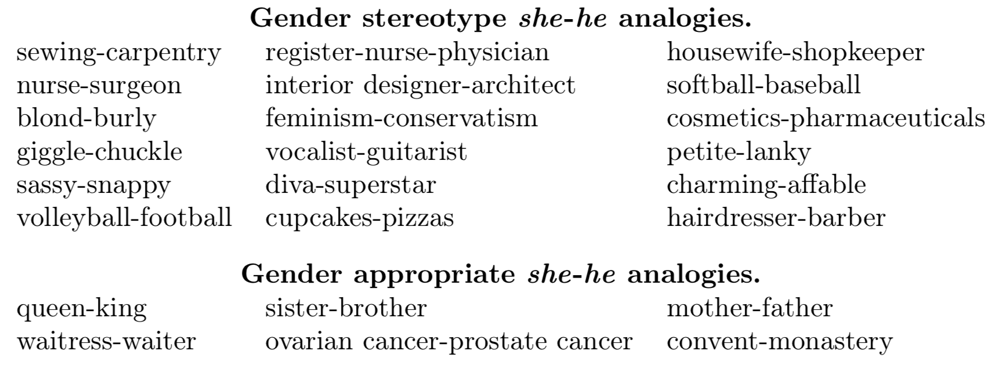 Gender stereotype she-he analogies.
sewing-carpentry register-nurse-physician housewife-shopkeeper
nurse-surgeon interior designer-architect softball-baseball
blond-burly feminism-conservatism cosmetics-pharmaceuticals
giggle-chuckle vocalist-guitarist petite-lanky
sassy-snappy diva-superstar charming-affable
volleyball-football cupcakes-pizzas hairdresser-barber
Gender appropriate she-he analogies.
queen-king sister-brother mother-father
waitress-waiter ovarian cancer-prostate cancer convent-monastery